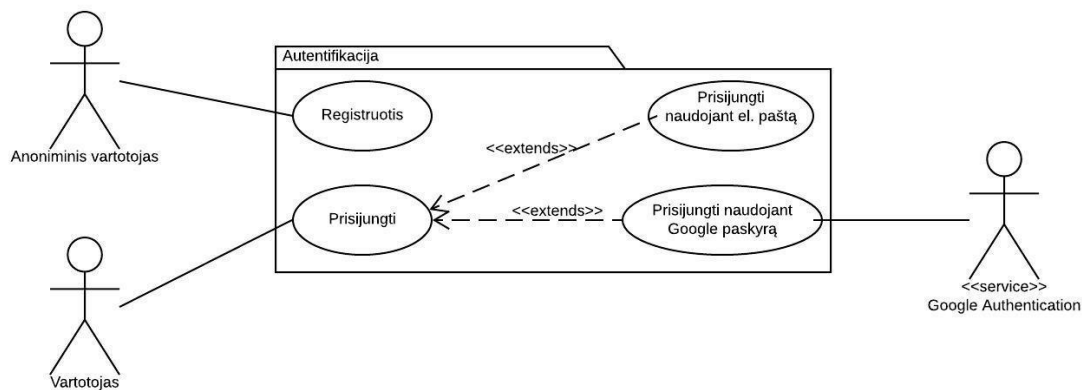 Autentifikacija
Registruotis
Prisijungti
naudojant el. paštą
Anoniminis vartotojas
<<extends>>
Prisijungti
<<extends>>
Prisijungti naudojant
Google paskyrą
<<service>>
Google Authentication
Vartotojas